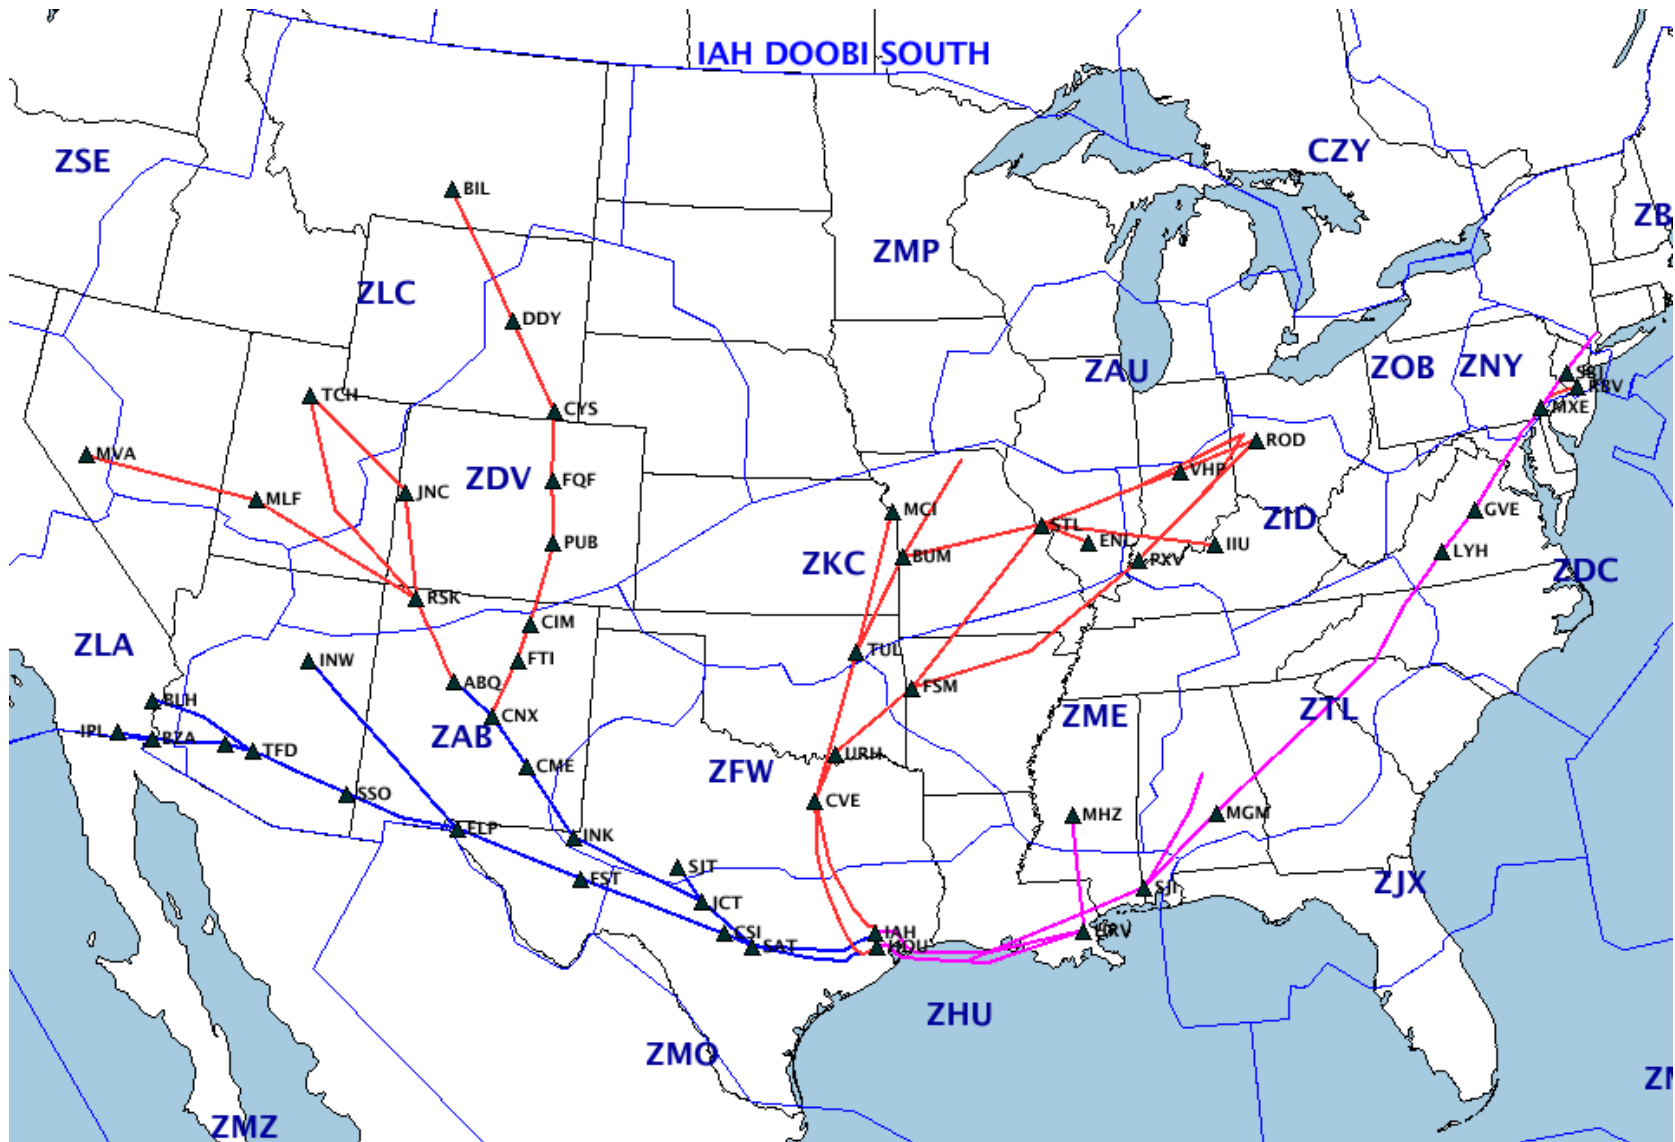 IAH DOOBI SOUTH
ZSE
CZY
BIL
ZB
ZMP
ZLC
DDY
ZAU
ZOB
ZNY
SBJ
RBV
TCH
CYS
MXE
ROD
MVA
VHP
ZDV
FQF
MLF
JNC
MCI
GVE
STL
ZID
PUB
ENL
IIU
LYH
BUM
PXV
ZKC
ZDC
RSK
CIM
ZLA
TUL
INW
FTI
ABQ
FSM
BLH
ZTL
CNX
ZME
IPL
BZA
ZAB
TFD
URH
CME
ZFW
SSO
CVE
MHZ
MGM
ELP
INK
SJT
FST
ZJX
SJI
JCT
CSI
IAH
LRV
SAT
HOU
ZHU
ZMO
ZMZ